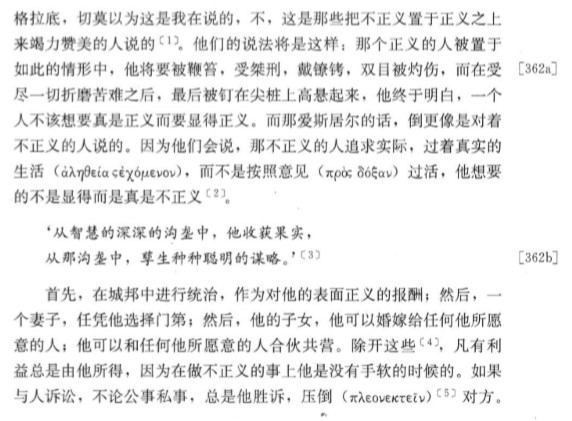 格拉底，切莫以为这是我在说的，不，这是那些把不正义置于正义之上
来竭力赞美的人说的〔1〕。他们的说法将是这样：那个正义的人被置于
如此的情形中，他将要被鞭笞，受桀刑，戴镣铐，双目被灼伤，而在受 [362a]
尽一切折磨苦难之后，最后被钉在尖桩上高悬起来，他终于明白，一个
人不该想要真是正义而要显得正义。而那爱斯居尔的话，倒更像是对着
不正义的人说的。因为他们会说，那不正义的人追求实际，过着真实的
生活（ἀληθείας ἐχόμενον），而不是按照意见（πρὸς δόξαν）过活，他想要
的不是显得而是真是不正义〔2〕。
‘从智慧的深深的沟垄中，他收获果实，
从那沟垄中，孳生种种聪明的谋略。’〔3〕 [362b]
首先，在城邦中进行统治，作为对他的表面正义的报酬；然后，一
个妻子，任凭他选择门第；然后，他的子女，他可以婚嫁给任何他所愿
意的人；他可以和任何他所愿意的人合伙共营。除开这些〔4〕，凡有利
益总是由他所得，因为在做不正义的事上他是没有手软的时候的。如果
与人诉讼，不论公事私事，总是他胜诉，压倒（πλεονεκτεῖν）〔5〕对方。